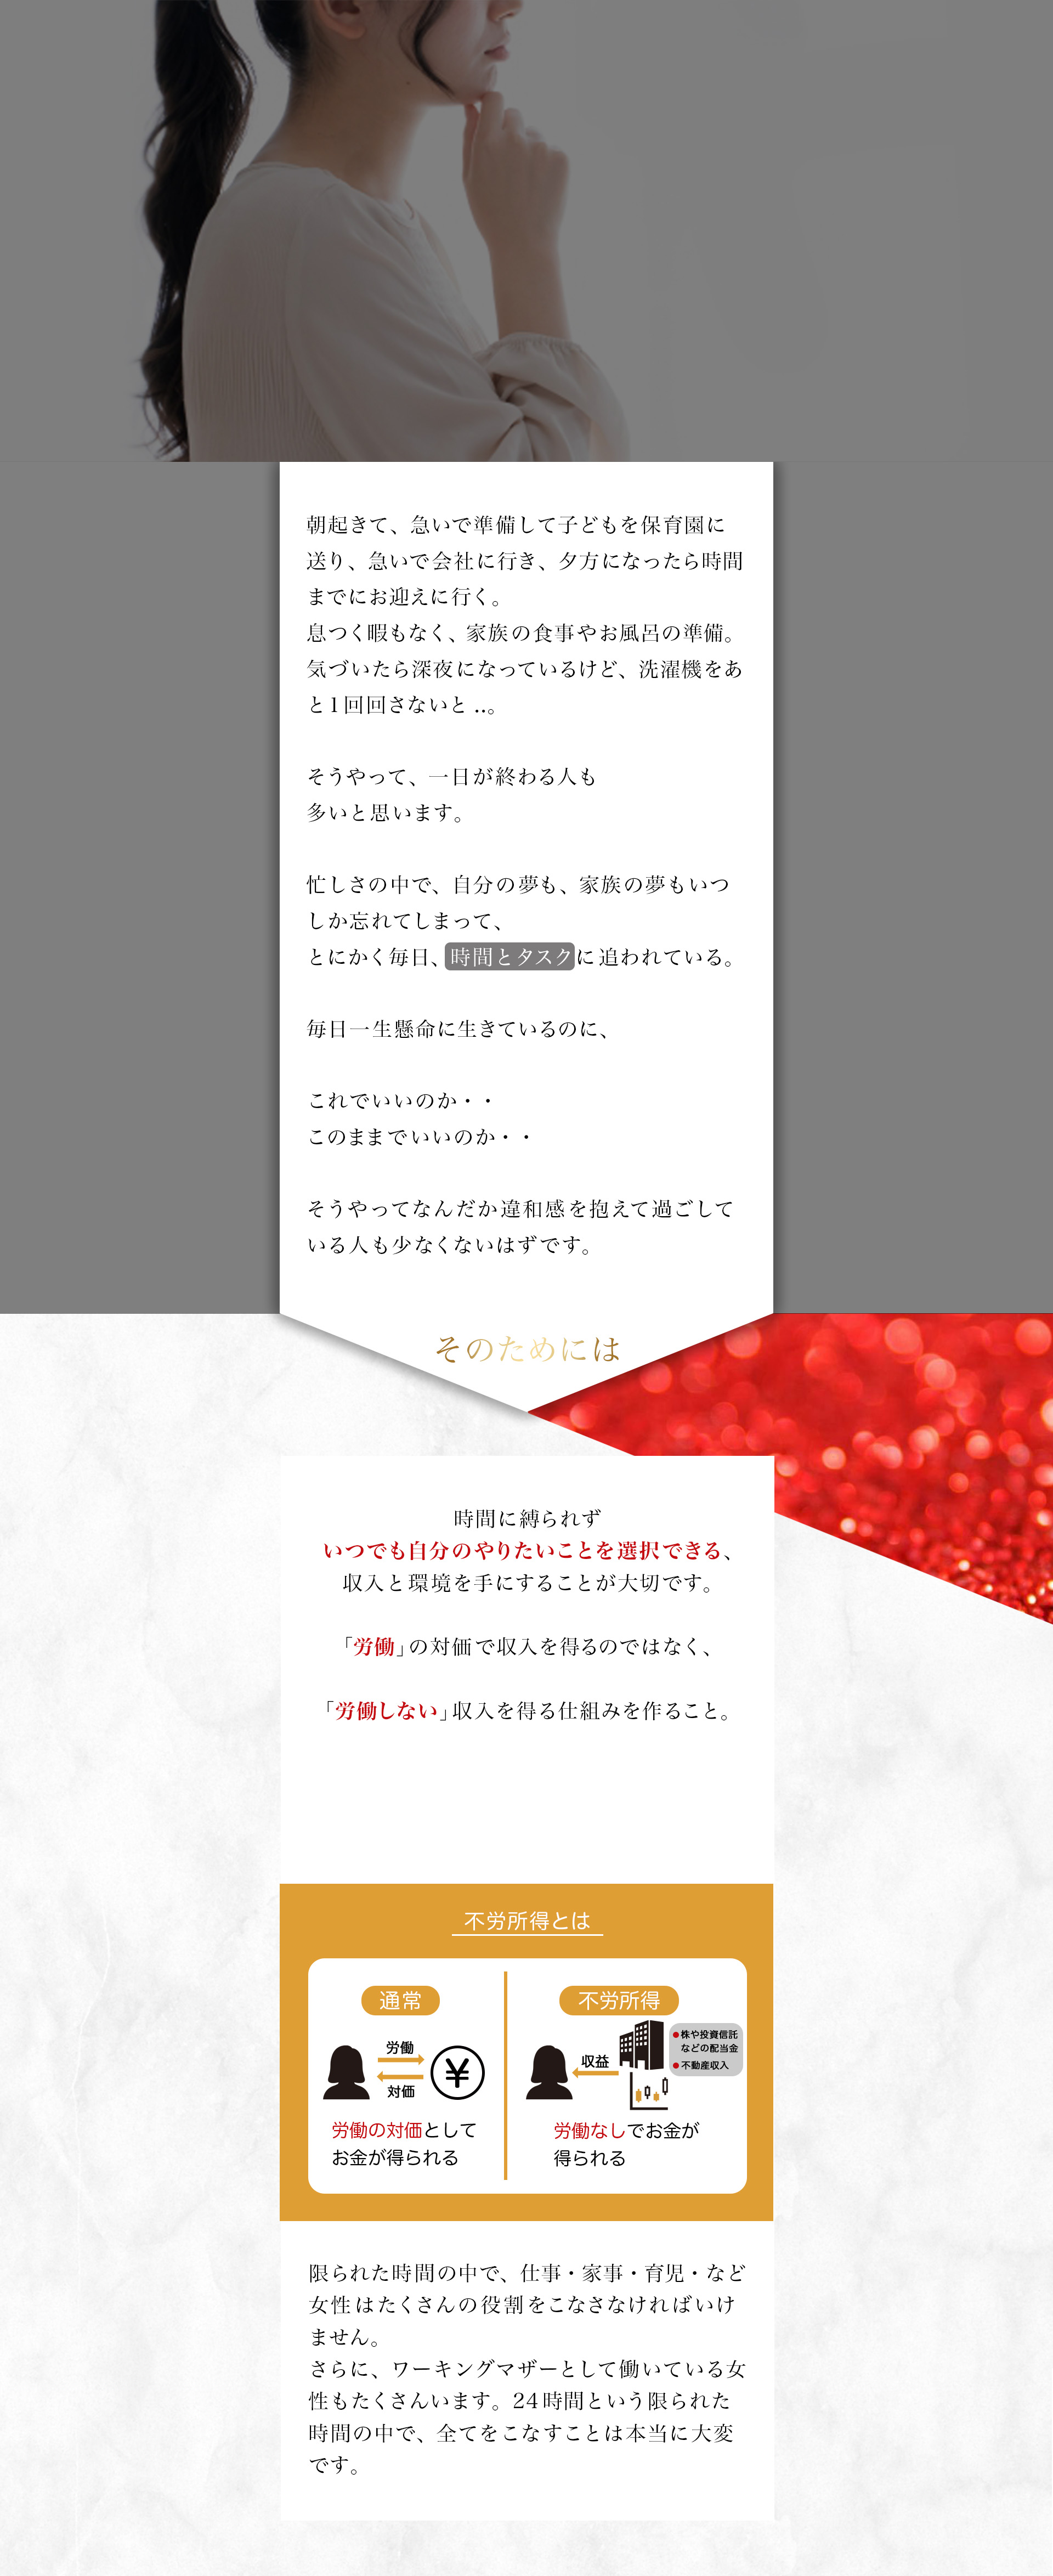 朝起きて、急いで準備して子どもを保育園に
送り、急いで会社に行き、夕方になったら時間
までにお迎えに行く。
息つく暇もなく、家族の食事やお風呂の準備。
気づいたら深夜になっているけど、洗濯機をあ
と1回回さないと ..。
そうやって、一日が終わる人も
多いと思います。
忙しさの中で、自分の夢も、家族の夢もいつ
しか忘れてしまって、
とにかく毎日、時間とタスクに追われている。
毎日一生懸命に生きているのに、
これでいいのか・・
このままでいいのか・・
そうやってなんだか違和感を抱えて過ごして
いる人も少なくないはずです。
そのためには
時間に縛られず
いつでも自分のやりたいことを選択できる、
収入と環境を手にすることが大切です。
「労働」の対価で収入を得るのではなく、
「労働しない」収入を得る仕組みを作ること。
不労所得とは
通常
労働
¥
対価
労働の対価として
お金が得られる
不労所得
収益
●株や投資信託
などの配当金
●不動産収入
労働なしでお金が
得られる
限られた時間の中で、仕事・家事・育児・など
女性はたくさんの役割をこなさなければいけ
ません。
さらに、ワーキングマザーとして働いている女
性もたくさんいます。24時間という限られた
時間の中で、全てをこなすことは本当に大変
です。